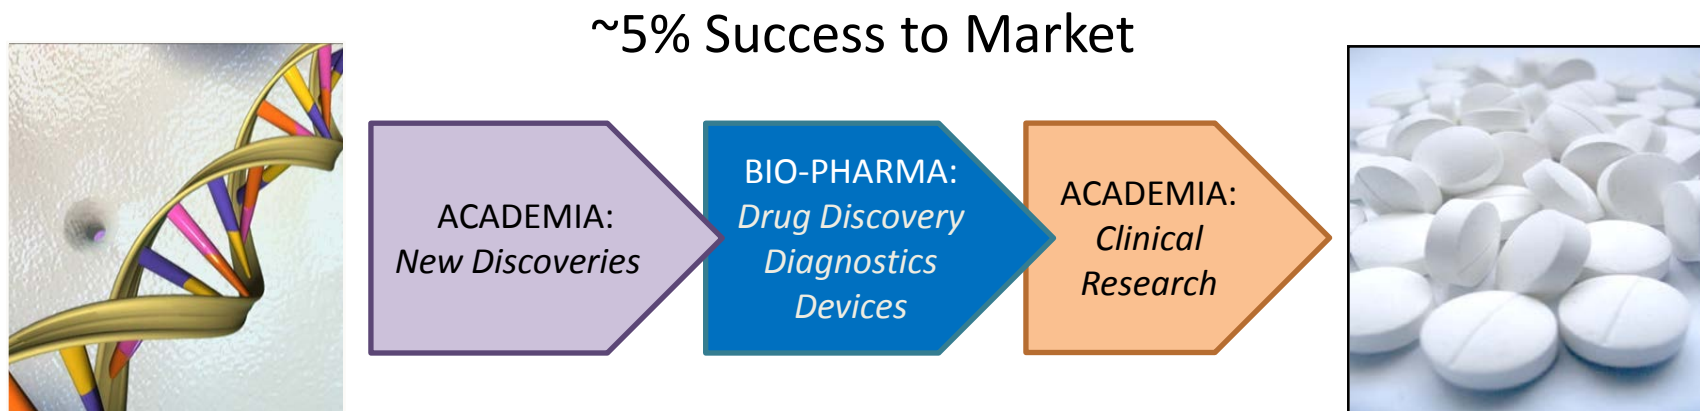 ~5% Success to Market
ACADEMIA:
New Discoveries
BIO-PHARMA:
Drug Discovery
Diagnostics
Devices
ACADEMIA:
Clinical
Research